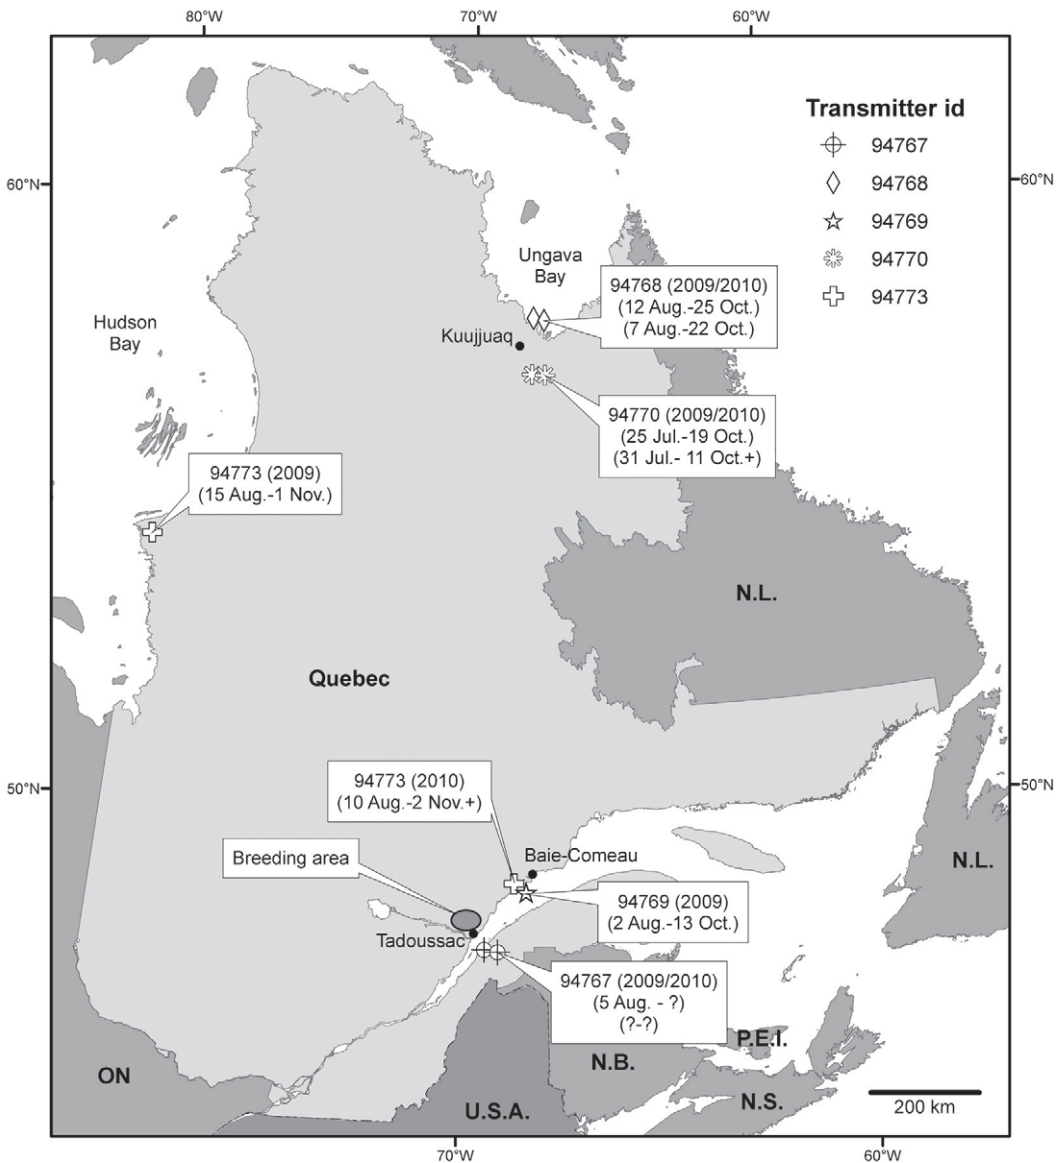 80°W
70°W
60°W
Transmitter id
94767
94768
94769
94770
94773
60°N
60°N
Ungava
Bay
94768 (2009/2010)
(12 Aug.-25 Oct.)
(7 Aug.-22 Oct.)
Hudson
Bay
Kuujjuaq
94770 (2009/2010)
(25 Jul.-19 Oct.)
(31 Jul.- 11 Oct.+)
94773 (2009)
(15 Aug.-1 Nov.)
N.L.
Quebec
50°N
50°N
94773 (2010)
(10 Aug.-2 Nov.+)
Breeding area
Baie-Comeau
N.L.
94769 (2009)
(2 Aug.-13 Oct.)
Tadoussac
94767 (2009/2010)
(5 Aug. - ?)
(?-?)
P.E.I.
N.B.
ON
N.S.
U.S.A.
200 km
70°W
60°W